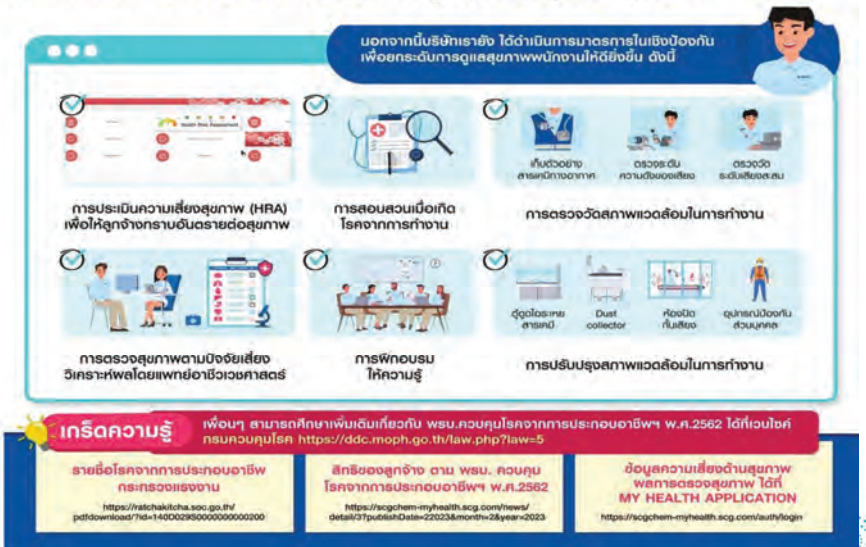 นอกจากนี้บริษัทเรายัง ได้ดำเนินการมาตรการในเชิงป้องกัน
เพื่อยกระดับการดูแลสุขภาพพนักงานให้ดียิ่งขึ้น ดังนี้
Health Risk Assessment
การประเมินความเสี่ยงสุขภาพ (HRA)
เพื่อให้ลูกจ้างทราบอันตรายต่อสุขภาพ
การสอบสวนเมื่อเกิด
โรคจากการทำงาน
เก็บตัวอย่าง
สารเคมีทางอากาศ
ตรวจระดับ
ความดังของเสียง
ตรวจวัด
ระดับเสียงสะสม
การตรวจวัดสภาพแวดล้อมในการทำงาน
การตรวจสุขภาพตามปัจจัยเสี่ยง
วิเคราะห์ผลโดยแพทย์อาชีวเวชศาสตร์
การฝึกอบรม
ให้ความรู้
ตู้ดูดไอระเหย
สารเคมี
Dust
collector
ห้องปิด
กั้นเสียง
อุปกรณ์ป้องกัน
ส่วนบุคคล
การปรับปรุงสภาพแวดล้อมในการทำงาน
เกร็ดความรู้
เพื่อนๆ สามารถศึกษาเพิ่มเติมเกี่ยวกับ พรบ.ควบคุมโรคจากการประกอบอาชีพฯ พ.ศ.2562 ได้ที่เวบไซค์
กรมควบคุมโรค https://ddc.moph.go.th/law.php?law=5
รายชื่อโรคจากการประกอบอาชีพ
กระทรวงแรงงาน
https://ratchakitcha.soc.go.th/
pdfdownload/?id=140D029S0000000000200
สิทธิของลูกจ้าง ตาม พรบ. ควบคุม
โรคจากการประกอบอาชีพฯ พ.ศ.2562
https://scgchem-myhealth.scg.com/news/
detail/3?publishDate=22023&month=2&year=2023
ข้อมูลความเสี่ยงด้านสุขภาพ
ผลการตรวจสุขภาพ ได้ที่
MY HEALTH APPLICATION
https://scgchem-myhealth.scg.com/auth/login